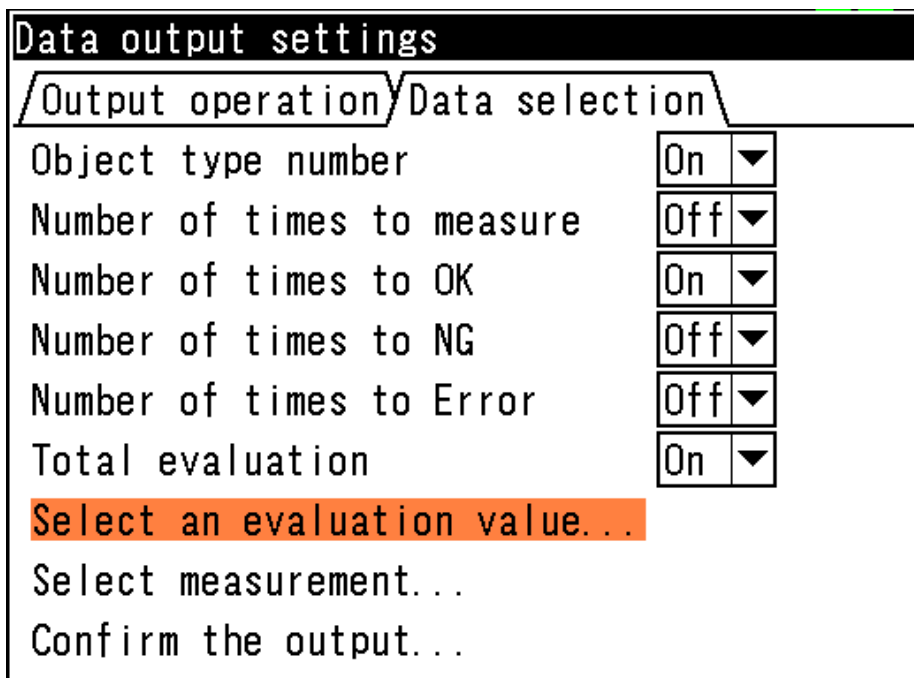 Data output settings
Output operation Data selection
Object type number On
Number of times to measure Off
Number of times to OK On
Number of times to NG Off
Number of times to Error Off
Total evaluation On
Select an evaluation value...
Select measurement...
Confirm the output...